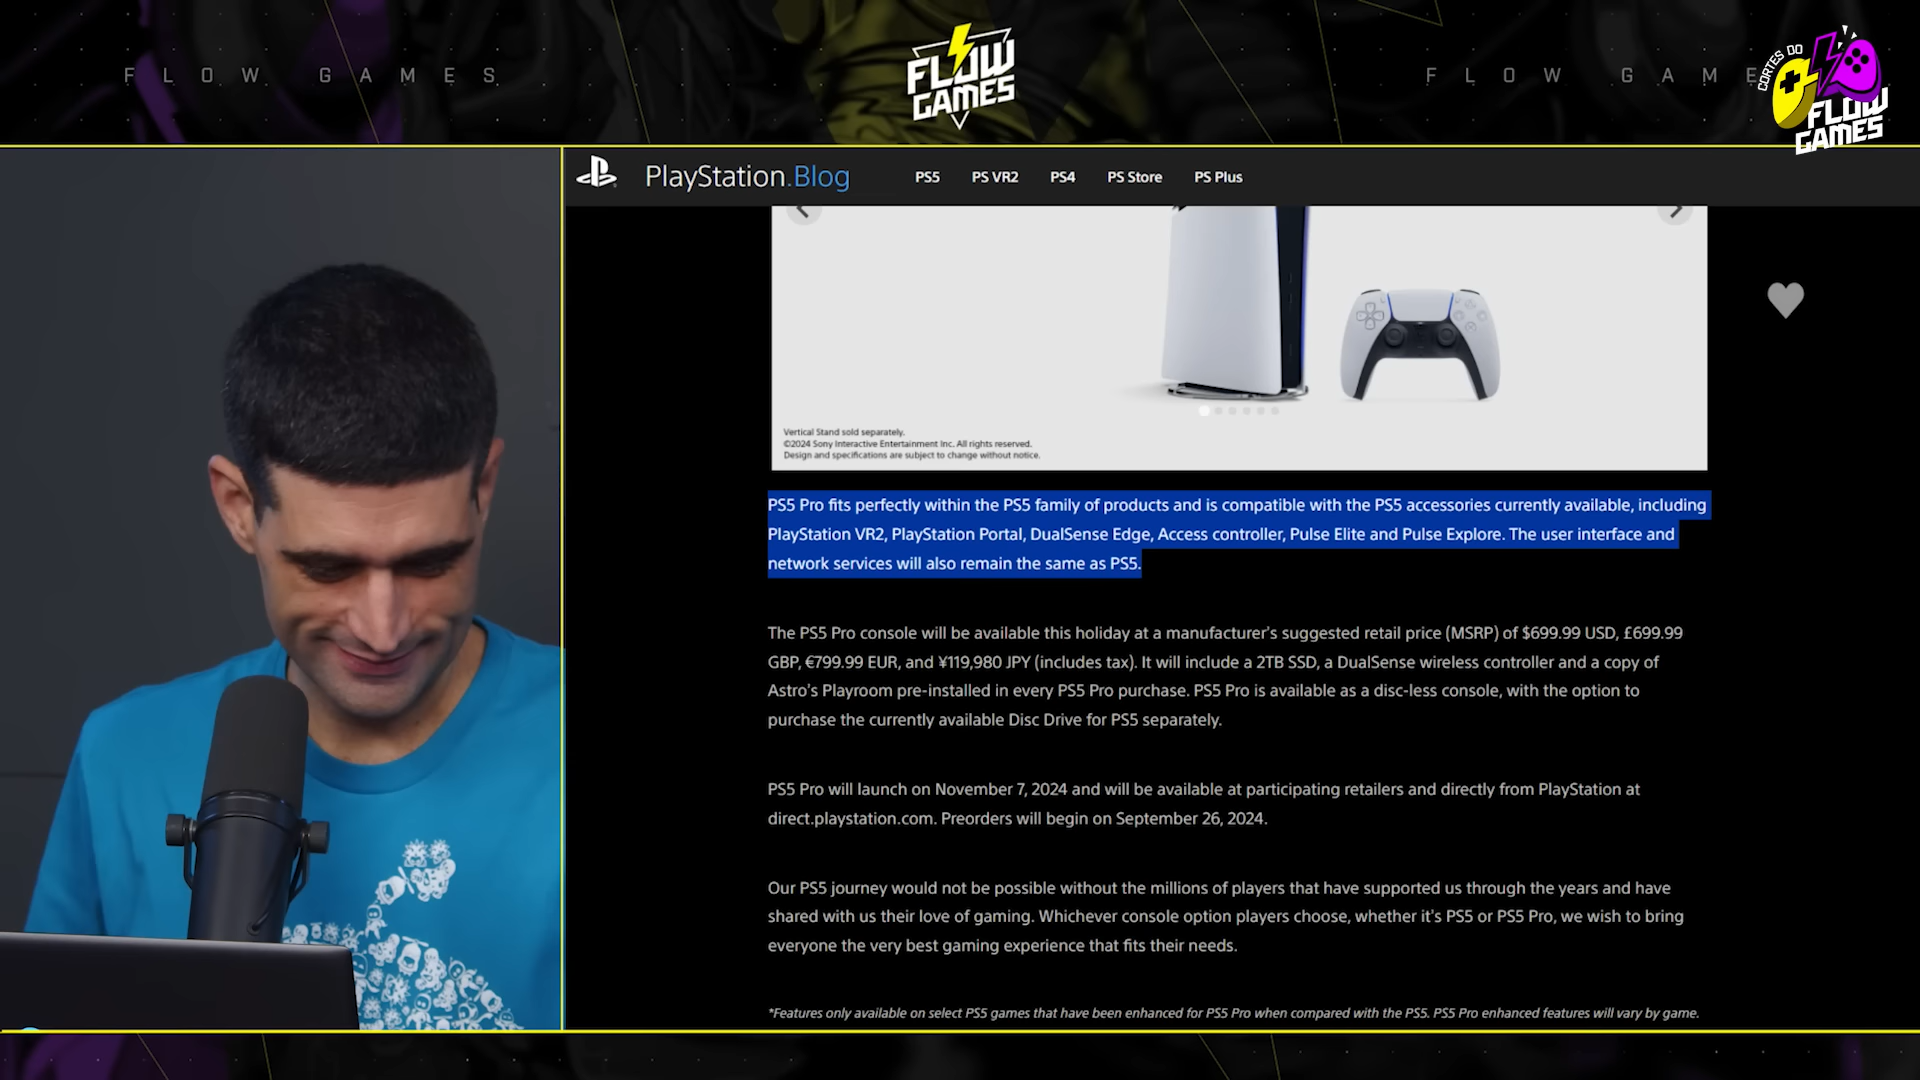 FLOW GAMES
FLOW GAMES
FLOW GAME
CORTES DO
FLOW
GAMES
PlayStation.Blog
PS5
PS VR2
PS4
PS Store
PS Plus
Vertical Stand sold separately.
©2024 Sony Interactive Entertainment Inc. All rights reserved.
Design and specifications are subject to change without notice.
PS5 Pro fits perfectly within the PS5 family of products and is compatible with the PS5 accessories currently available, including
PlayStation VR2, PlayStation Portal, DualSense Edge, Access controller, Pulse Elite and Pulse Explore. The user interface and
network services will also remain the same as PS5.
The PS5 Pro console will be available this holiday at a manufacturer's suggested retail price (MSRP) of $699.99 USD, £699.99
GBP, €799.99 EUR, and ¥119,980 JPY (includes tax). It will include a 2TB SSD, a DualSense wireless controller and a copy of
Astro's Playroom pre-installed in every PS5 Pro purchase. PS5 Pro is available as a disc-less console, with the option to
purchase the currently available Disc Drive for PS5 separately.
PS5 Pro will launch on November 7, 2024 and will be available at participating retailers and directly from PlayStation at
direct.playstation.com. Preorders will begin on September 26, 2024.
Our PS5 journey would not be possible without the millions of players that have supported us through the years and have
shared with us their love of gaming. Whichever console option players choose, whether it's PS5 or PS5 Pro, we wish to bring
everyone the very best gaming experience that fits their needs.
*Features only available on select PS5 games that have been enhanced for PS5 Pro when compared with the PS5. PS5 Pro enhanced features will vary by game.